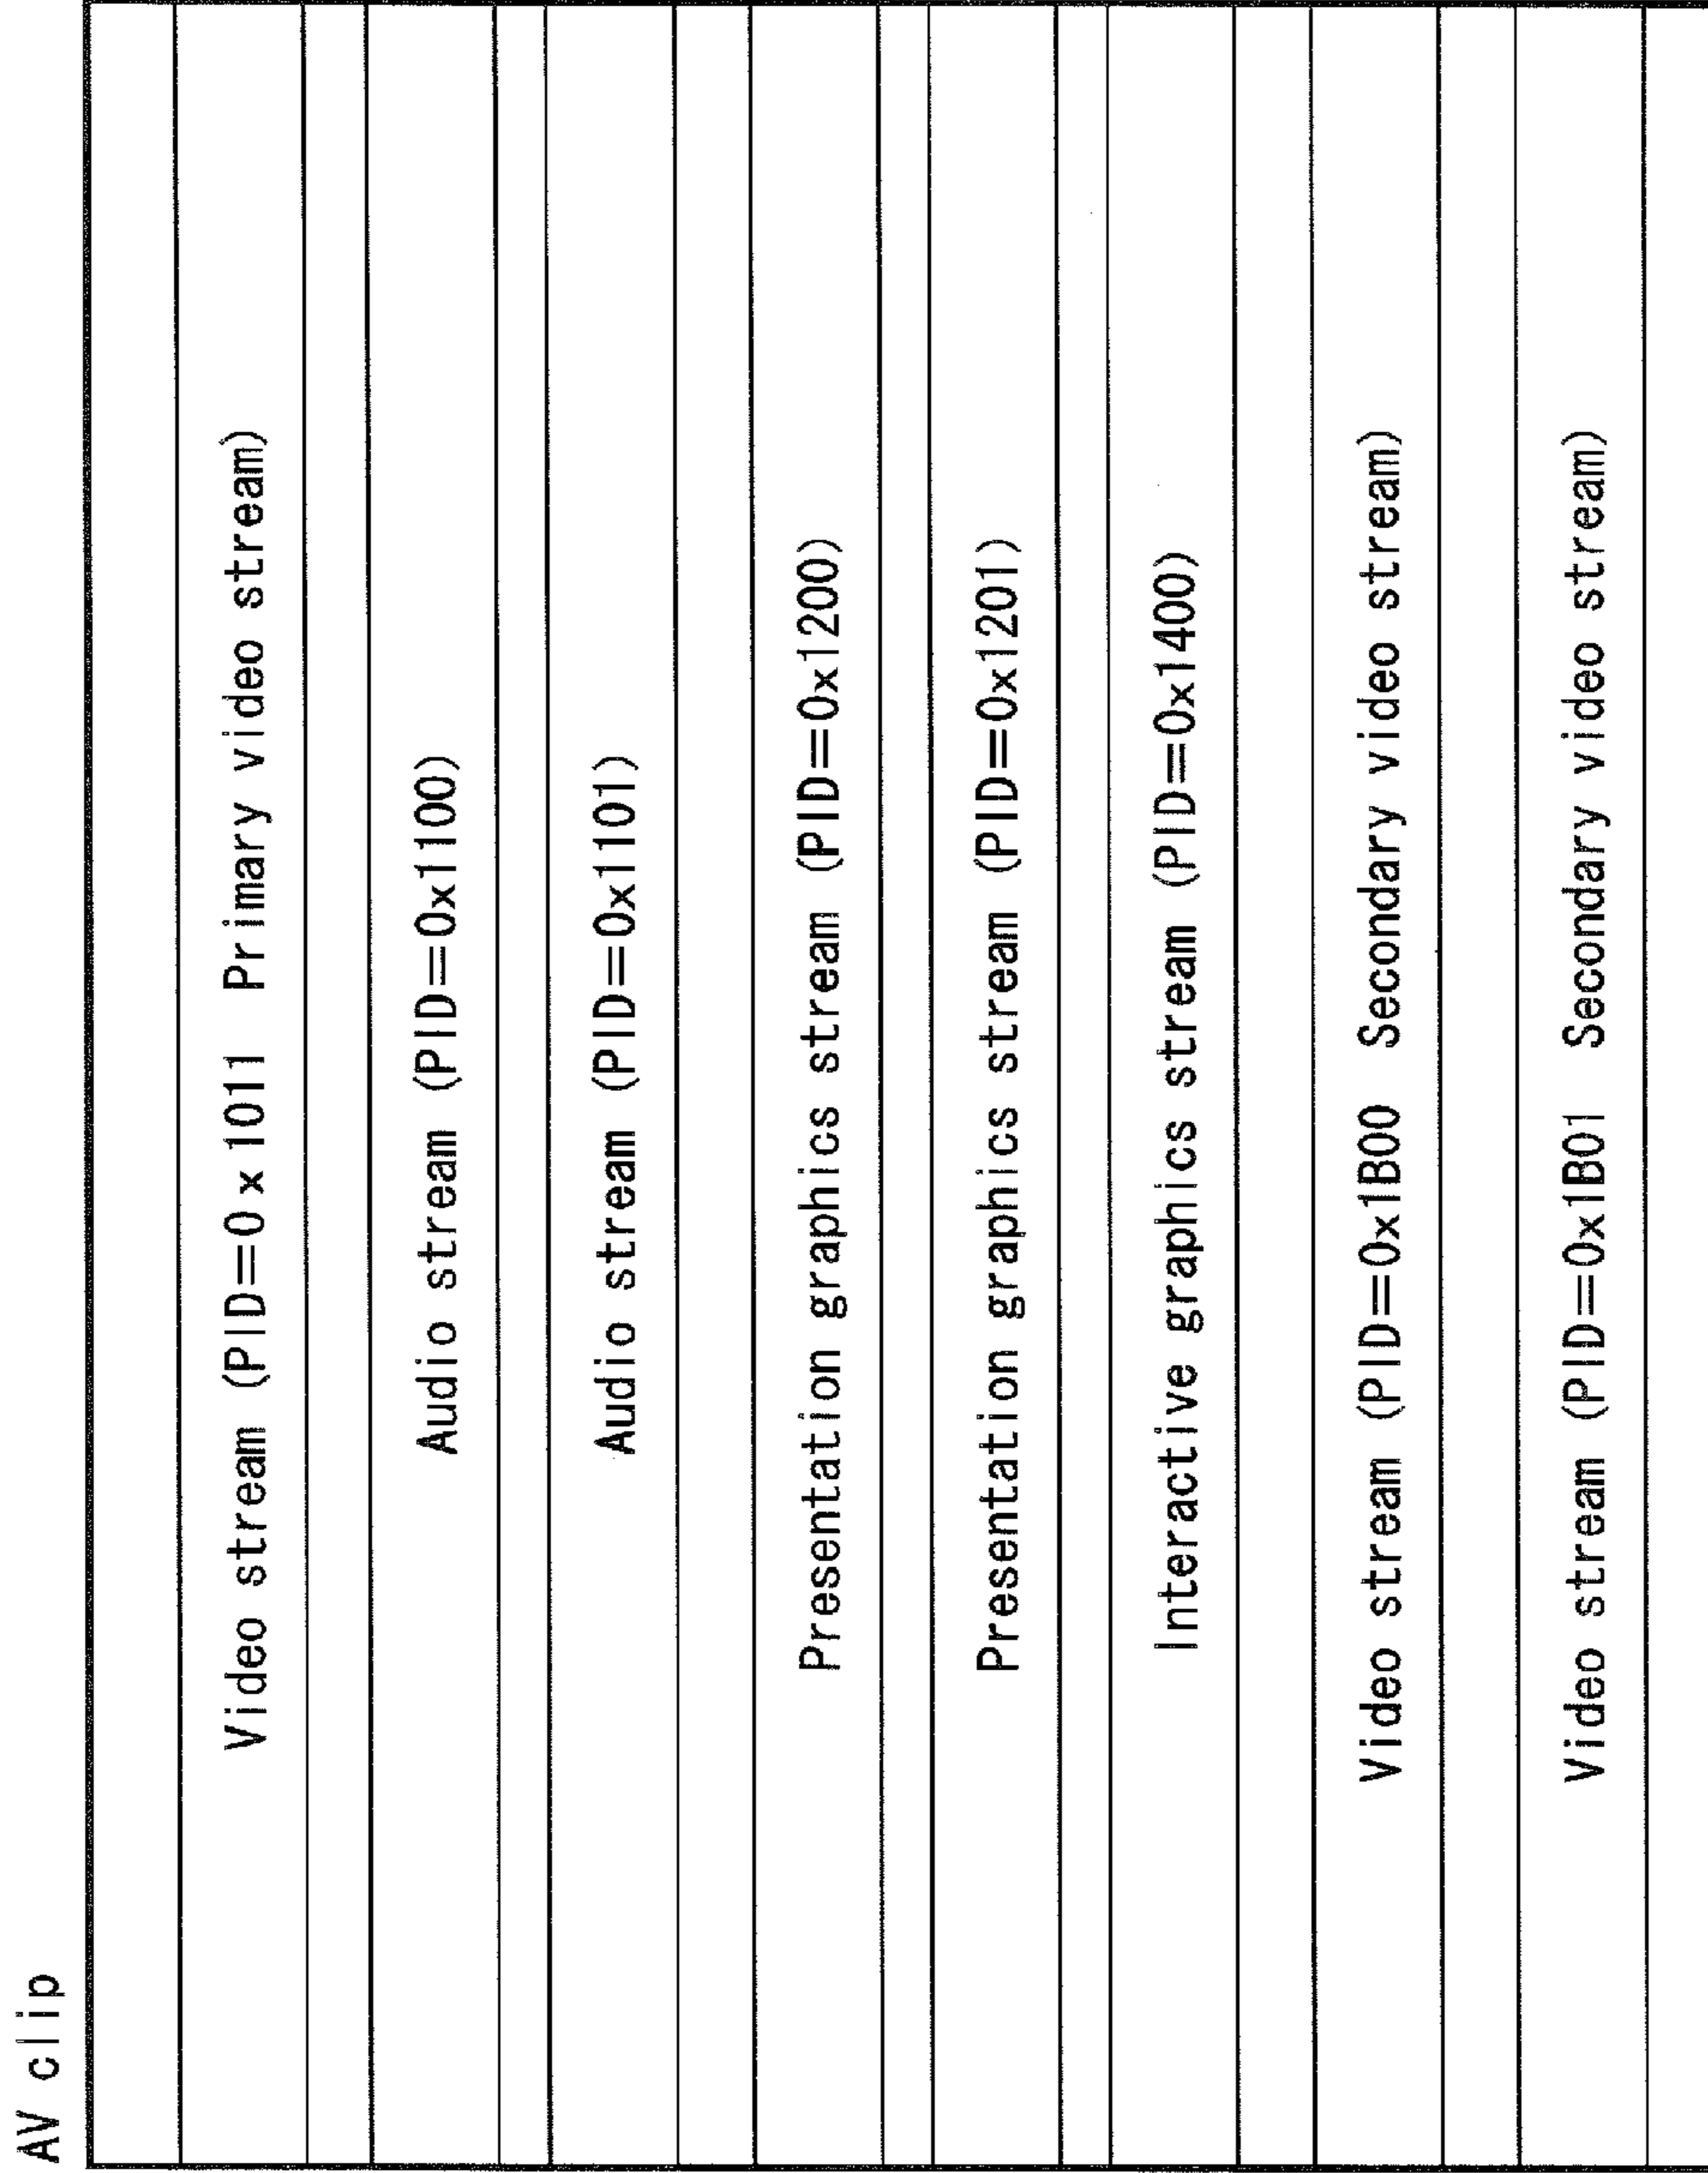 AV clip
Video stream (PID=0x1011 Primary video stream)
Audio stream (PID=0x1100)
Audio stream (PID=0x1101)
Presentation graphics stream (PID=0x1200)
Presentation graphics stream (PID=0x1201)
Interactive graphics stream (PID=0x1400)
Video stream (PID=0x1B00 Secondary video stream)
Video stream (PID=0x1B01 Secondary video stream)